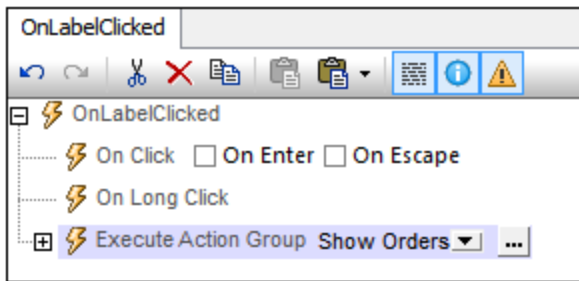 OnLabelClicked
OnLabelClicked
On Click On Enter On Escape
On Long Click
Execute Action Group Show Orders ...